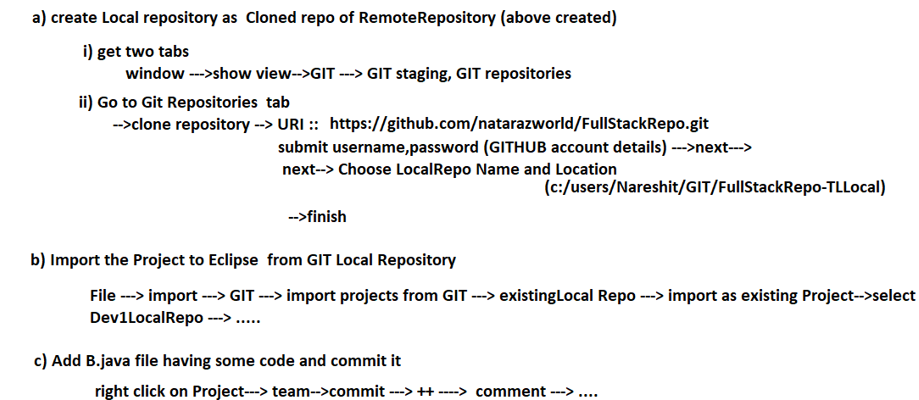 a) create Local repository as Cloned repo of RemoteRepository (above created)
i) get two tabs
window --->show view-->GIT ---> GIT staging, GIT repositories
ii) Go to Git Repositories tab
-->clone repository --> URI :: https://github.com/natarazworld/FullStackRepo.git
submit username,password (GITHUB account details) --->next--->
next--> Choose LocalRepo Name and Location
(c:/users/Nareshit/GIT/FullStackRepo-TLLocal)
-->finish
b) Import the Project to Eclipse from GIT Local Repository
File ---> import ---> GIT ---> import projects from GIT ---> existingLocal Repo ---> import as existing Project-->select
Dev1LocalRepo ---> .....
c) Add B.java file having some code and commit it
right click on Project---> team-->commit ---> ++ ----> comment ---> ....